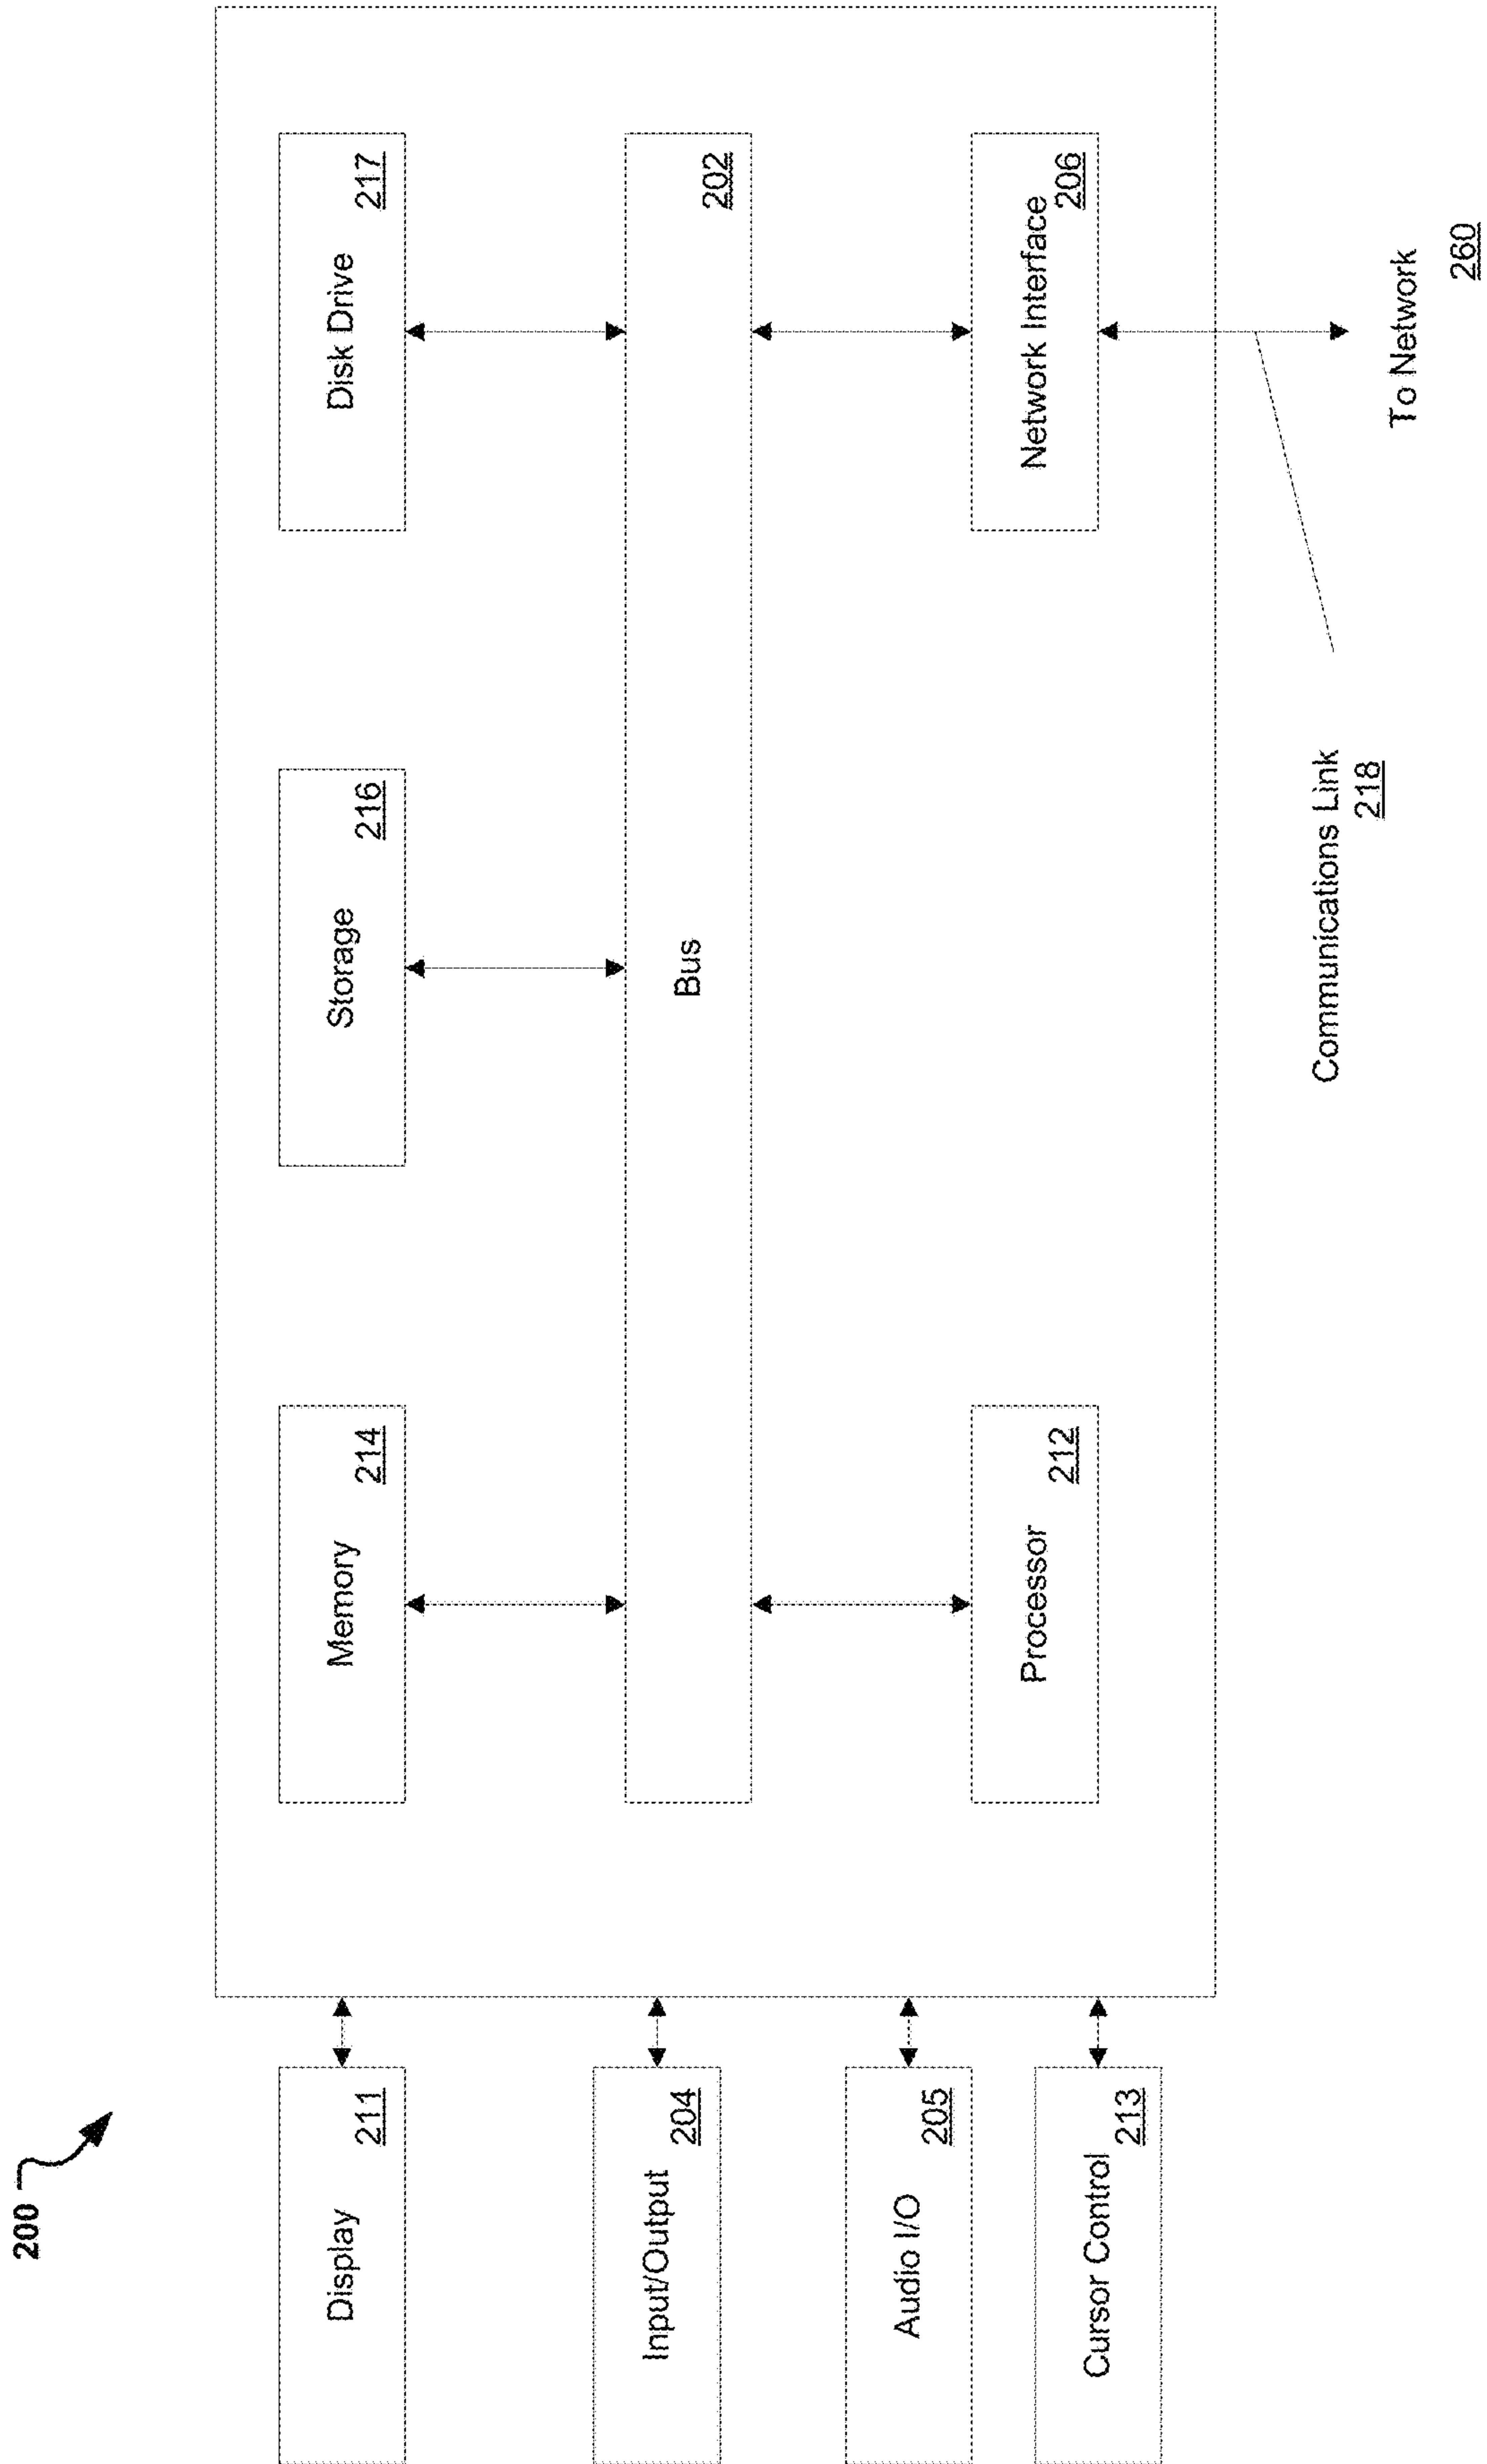 200
Display
211
Input/Output
204
Audio I/O
205
Cursor Control
213
Memory
214
Storage
216
Disk Drive
217
Bus
202
Processor
212
Network Interface
206
Communications Link
218
To Network
260